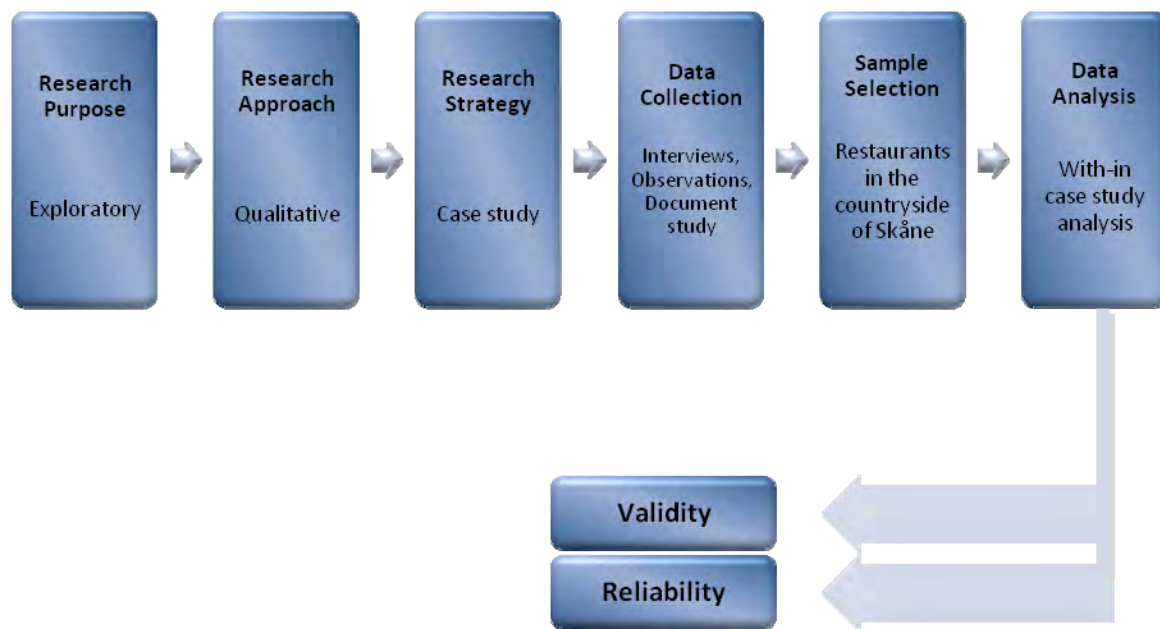 Research
Purpose
Exploratory
Research
Approach
Qualitative
Research
Strategy
Case study
Data
Collection
Interviews,
Observations,
Document
study
Sample
Selection
Restaurants
in the
countryside
of Skåne
Data
Analysis
With-in
case study
analysis
Validity
Reliability